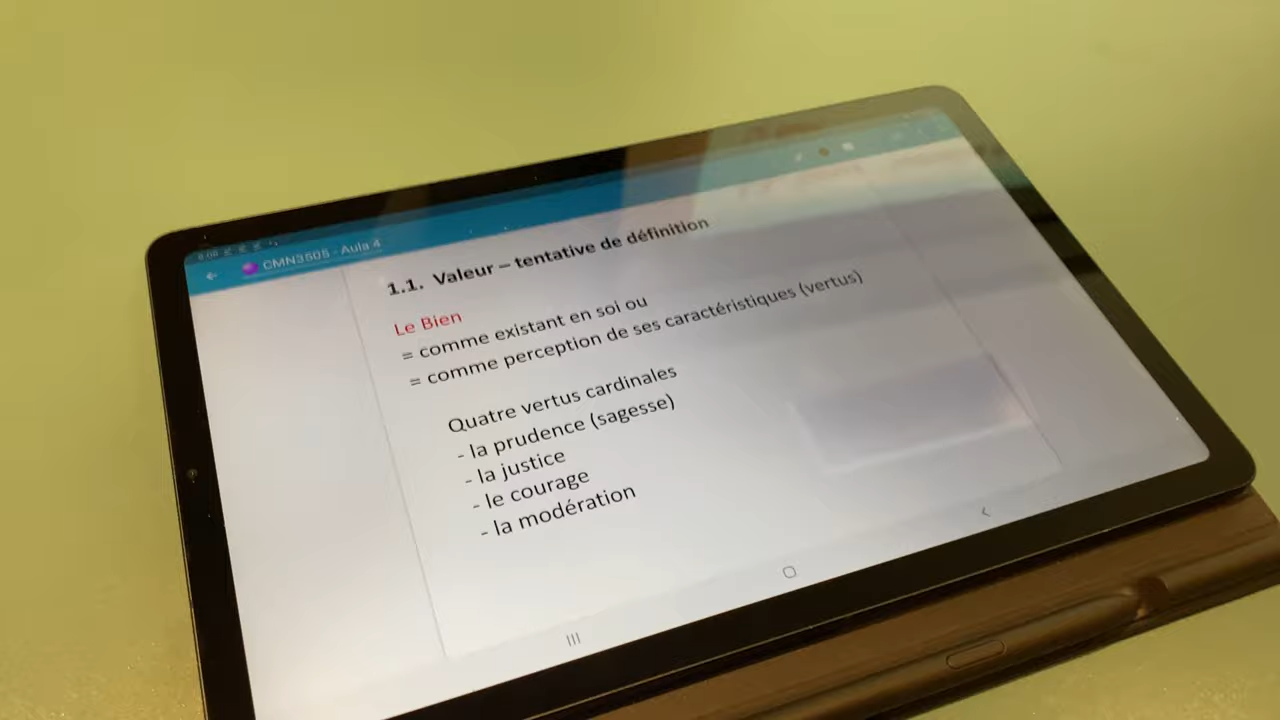 CMN3505 - Aula 4
1.1. Valeur – tentative de définition
Le Bien
= comme existant en soi ou
= comme perception de ses caractéristiques (vertus)
Quatre vertus cardinales
- la prudence (sagesse)
- la justice
- le courage
- la modération